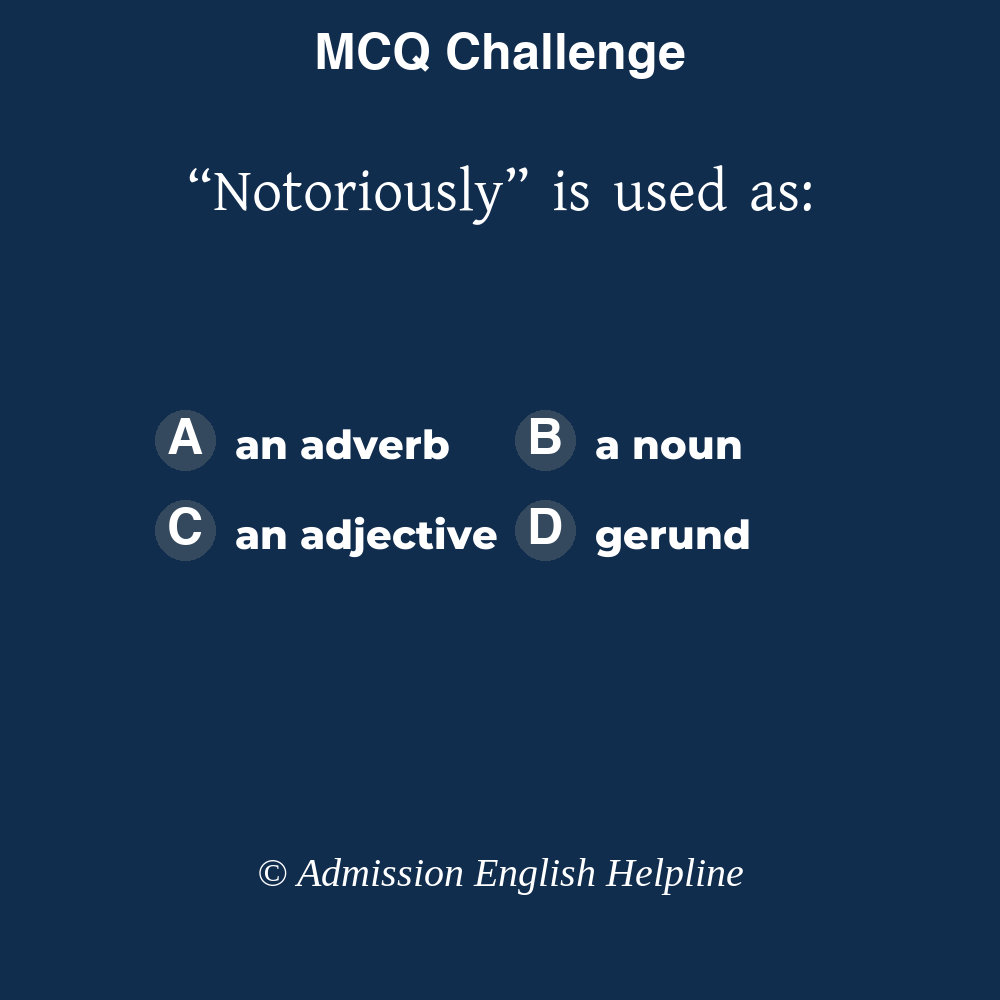 MCQ Challenge
“Notoriously” is used as:
A an adverb B a noun
C an adjective D gerund
© Admission English Helpline